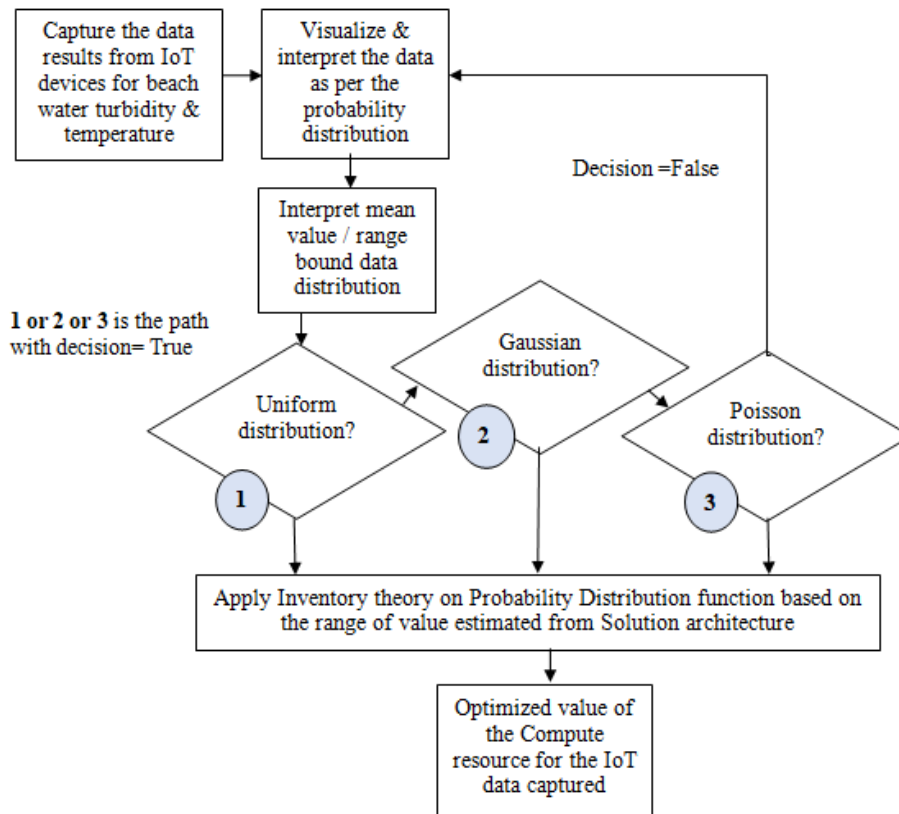 Capture the data
results from IoT
devices for beach
water turbidity &
temperature
Visualize &
interpret the data
as per the
probability
distribution
Decision =False
Interpret mean
value / range
bound data
distribution
1 or 2 or 3 is the path
with decision= True
Uniform
distribution?
1
Gaussian
distribution?
2
Poisson
distribution?
3
Apply Inventory theory on Probability Distribution function based on
the range of value estimated from Solution architecture
Optimized value of
the Compute
resource for the IoT
data captured